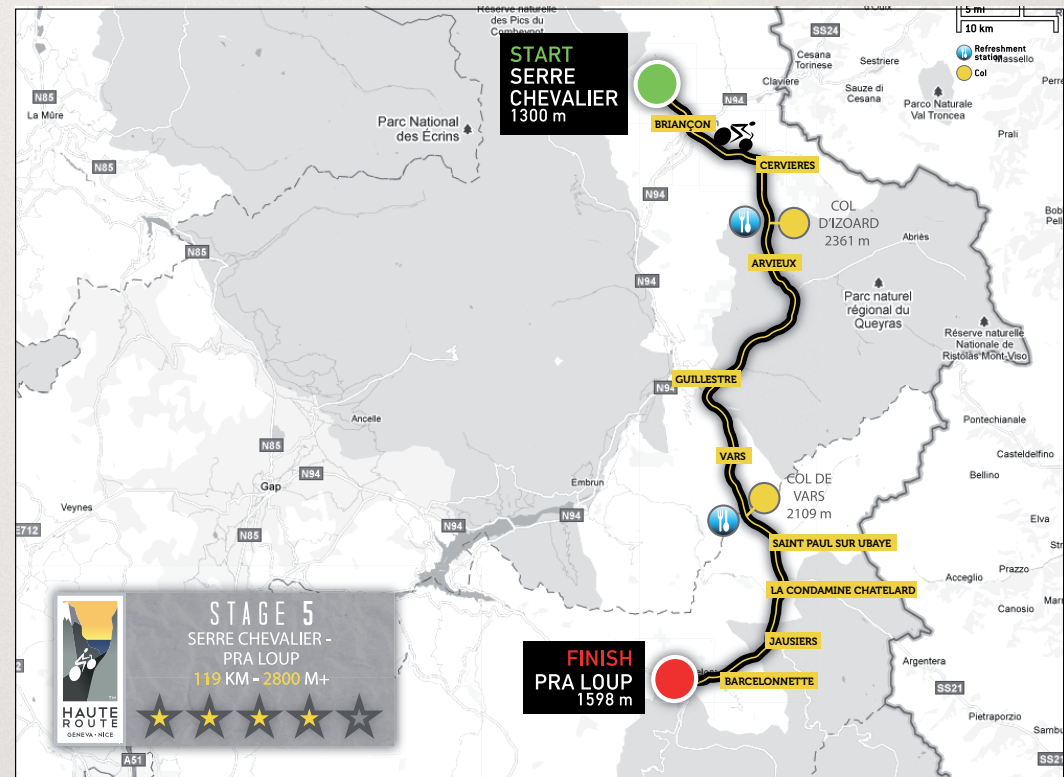 Réserve naturelle
des Pics du
Combeynot
SS24
5 mi
10 km
Refreshment
station
Col
Massello
START
SERRE
CHEVALIER
1300 m
Cesana
Torinese
Sestriere
Claviere
Sauze di
Cesana
Parco Naturale
Val Troncea
Prali
N85
La Mûre
Parc National
des Écrins
N94
BRIANÇON
N85
CERVIERES
N94
COL
D'IZOARD
2361 m
Abriès
N85
ARVIEUX
N94
Parc naturel
régional du
Queyras
Réserve naturelle
Nationale de
Ristolas Mont-Viso
GUILLESTRE
N94
Ancelle
Pontechianale
N85
Casteldelfino
VARS
Bellino
N94
Gap
Embrun
COL DE
VARS
2109 m
Veynes
E712
N85
N94
N94
Elva
SAINT PAUL SUR UBAYE
Prazzo
Acceglio
LA CONDAMINE CHATELARD
Canosio
STAGE 5
SERRE CHEVALIER -
PRA LOUP
119 KM - 2800 M+
HAUTE
ROUTE
GENEVA - NICE
TM
JAUSIERS
FINISH
PRA LOUP
1598 m
BARCELONNETTE
Argentera
SS21
Pietraporzio
A51
SS21